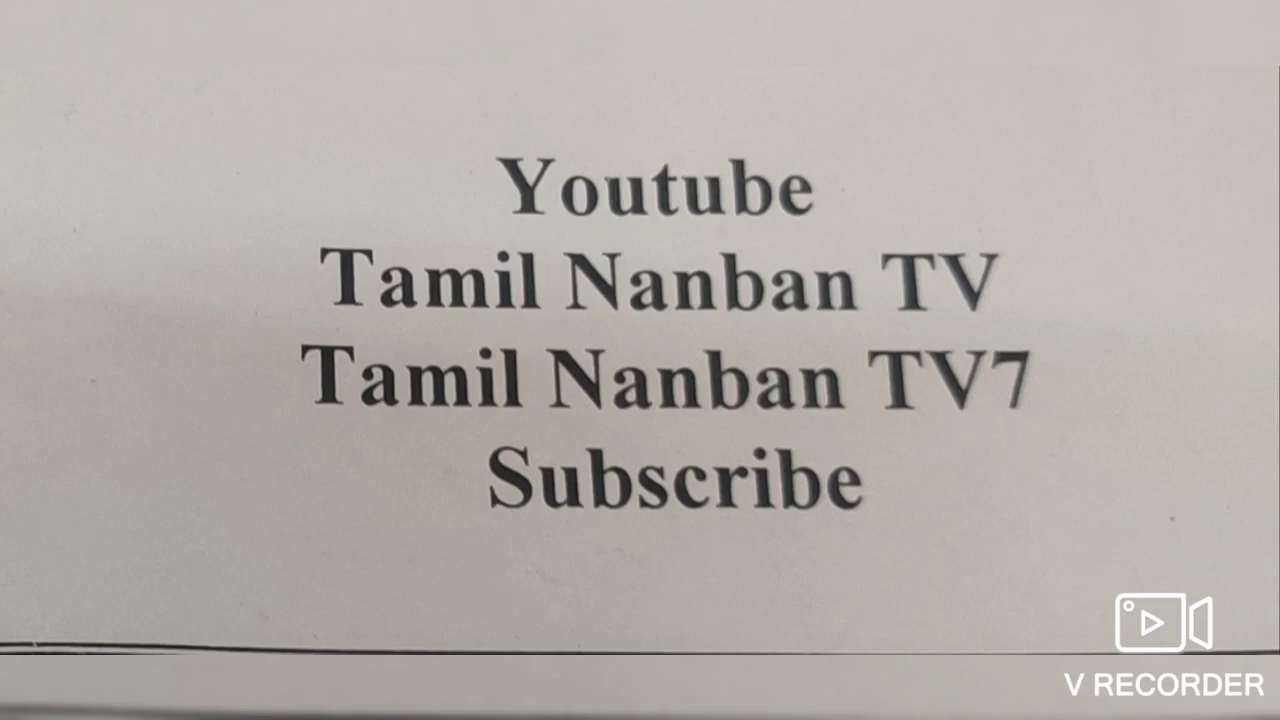 Youtube
Tamil Nanban TV
Tamil Nanban TV7
Subscribe
V RECORDER